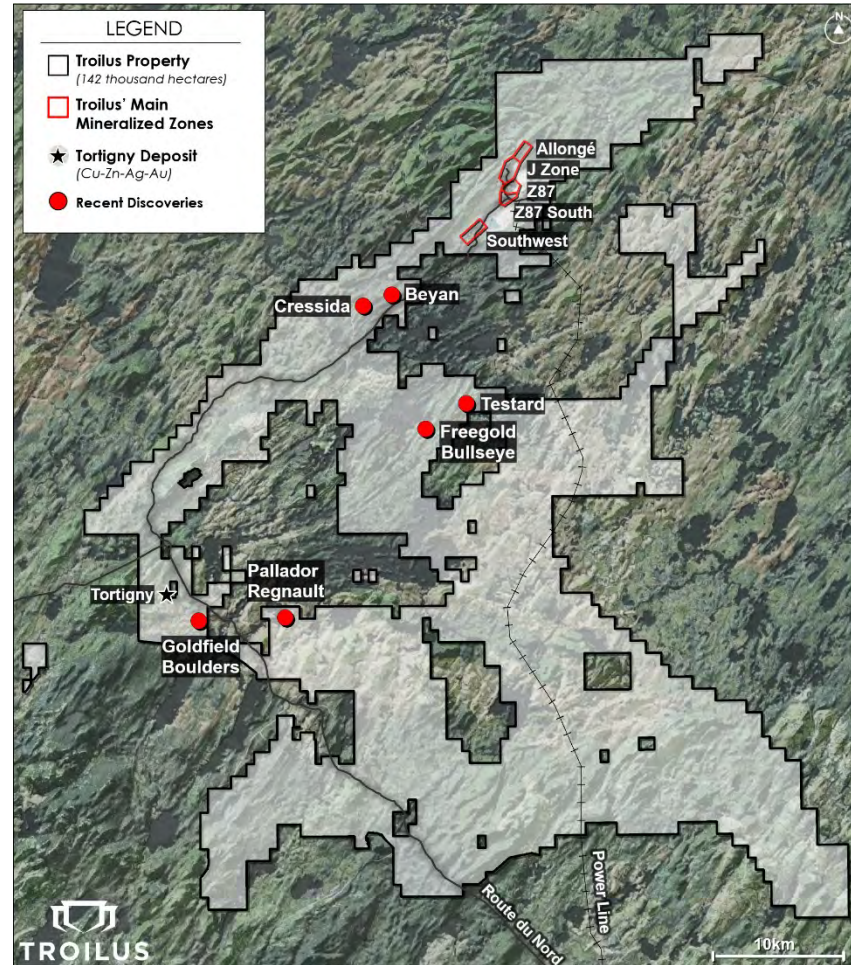 LEGEND
Troilus Property
(142 thousand hectares)
Troilus' Main
Mineralized Zones
Tortigny Deposit
(Cu-Zn-Ag-Au)
Recent Discoveries
N
Allongé
J Zone
Z87
Z87 South
Southwest
Beyan
Cressida
Testard
Freegold
Bullseye
Pallador
Regnault
Tortigny
Goldfield
Boulders
Route du Nord
Power Line
TROILUS
10km